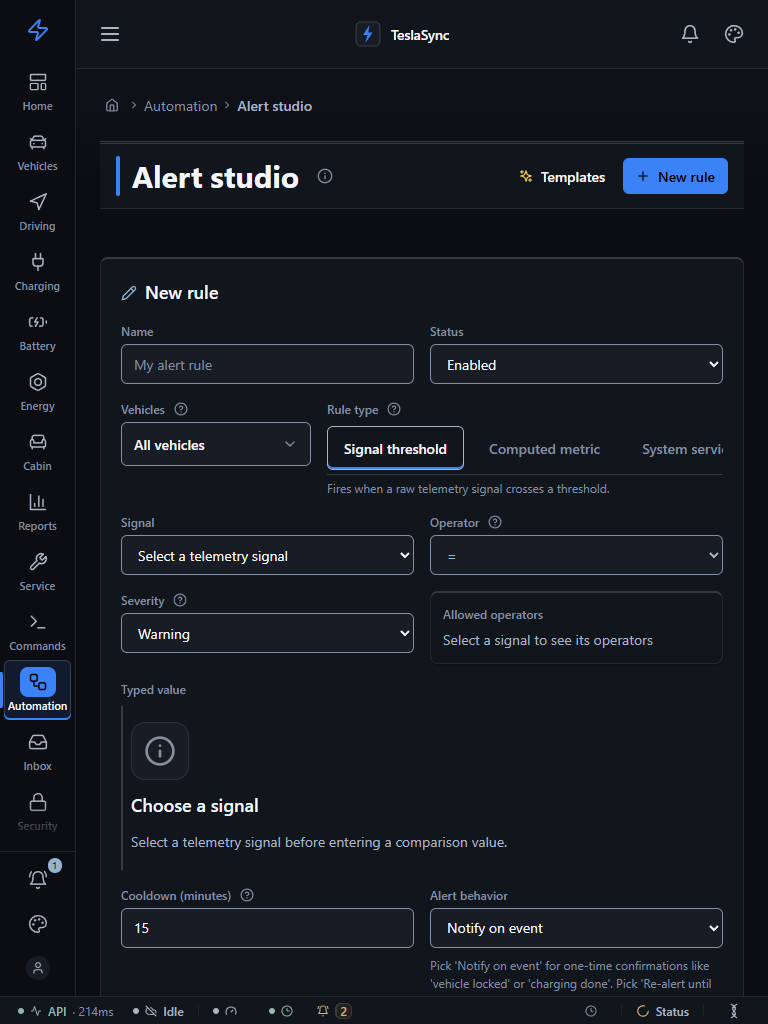 TeslaSync
Home
Vehicles
Driving
Charging
Battery
Energy
Cabin
Reports
Service
Commands
Automation
Inbox
Security
1
Automation > Alert studio
Alert studio
Templates
+ New rule
New rule
Name
Status
My alert rule
Enabled
Vehicles
Rule type
All vehicles
Signal threshold
Computed metric
System servi
Fires when a raw telemetry signal crosses a threshold.
Signal
Operator
Select a telemetry signal
=
Severity
Warning
Allowed operators
Select a signal to see its operators
Typed value
Choose a signal
Select a telemetry signal before entering a comparison value.
Cooldown (minutes)
Alert behavior
15
Notify on event
Pick 'Notify on event' for one-time confirmations like
'vehicle locked' or 'charging done'. Pick 'Re-alert until
API · 214ms
Idle
2
Status